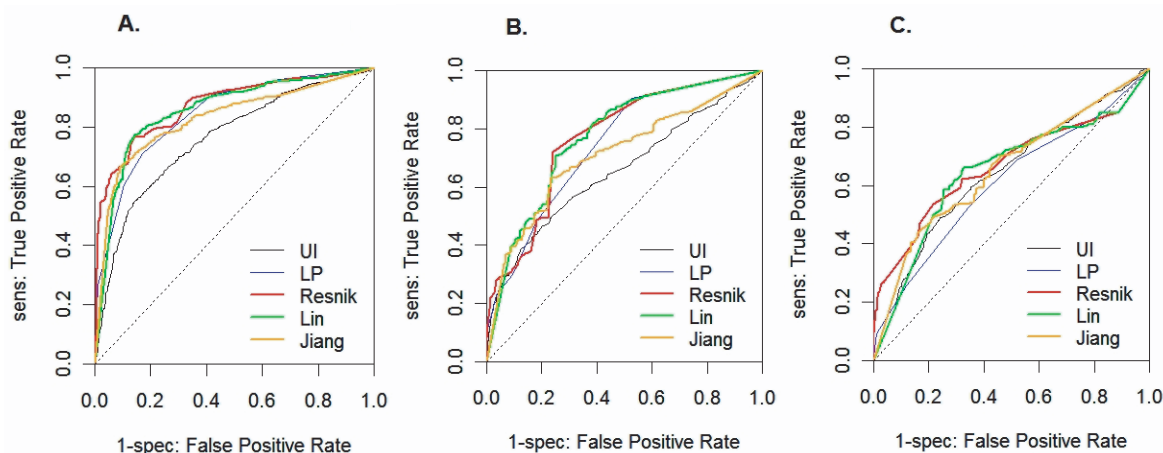 A.
sens: True Positive Rate
1.0
0.8
0.6
0.4
0.2
0.0
UI
LP
Resnik
Lin
Jiang
0.0 0.2 0.4 0.6 0.8 1.0
1-spec: False Positive Rate
B.
sens: True Positive Rate
1.0
0.8
0.6
0.4
0.2
0.0
UI
LP
Resnik
Lin
Jiang
0.0 0.2 0.4 0.6 0.8 1.0
1-spec: False Positive Rate
C.
sens: True Positive Rate
1.0
0.8
0.6
0.4
0.2
0.0
UI
LP
Resnik
Lin
Jiang
0.0 0.2 0.4 0.6 0.8 1.0
1-spec: False Positive Rate